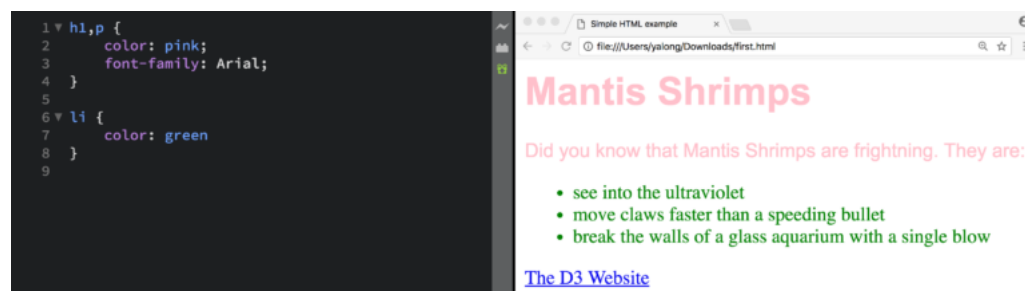 1 h1,p {
2 color: pink;
3 font-family: Arial;
4 }
5
6 li {
7 color: green
8 }
9
Simple HTML example
file:///Users/yalong/Downloads/first.html
Mantis Shrimps
Did you know that Mantis Shrimps are frightning. They are:
• see into the ultraviolet
• move claws faster than a speeding bullet
• break the walls of a glass aquarium with a single blow
The D3 Website